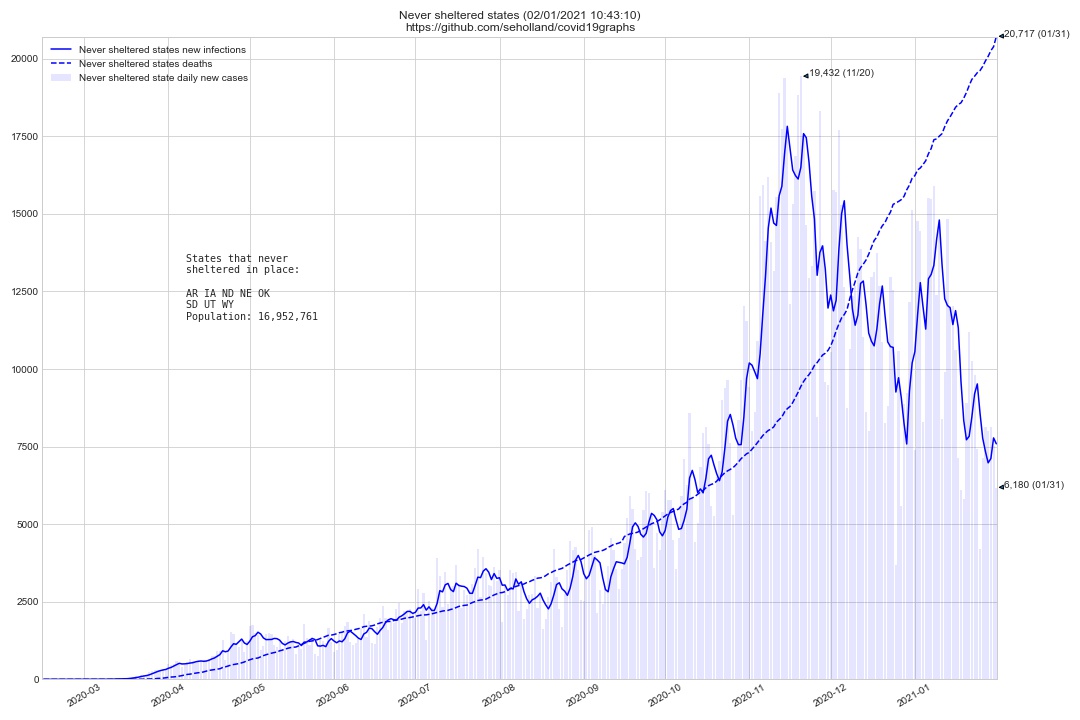 Never sheltered states (02/01/2021 10:43:10)
https://github.com/seholland/covid19graphs
Never sheltered states new infections
Never sheltered states deaths
Never sheltered state daily new cases
20,717 (01/31)
19,432 (11/20)
6,180 (01/31)
States that never
sheltered in place:
AR IA ND NE OK
SD UT WY
Population: 16,952,761
20000
17500
15000
12500
10000
7500
5000
2500
0
2020-03
2020-04
2020-05
2020-06
2020-07
2020-08
2020-09
2020-10
2020-11
2020-12
2021-01